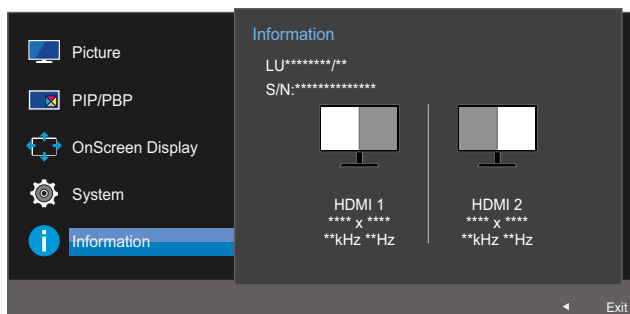 Picture
PIP/PBP
OnScreen Display
System
Information
Information
LU********/**
S/N:**************
HDMI 1
**** x ****
**kHz **Hz
HDMI 2
**** x ****
**kHz **Hz
Exit